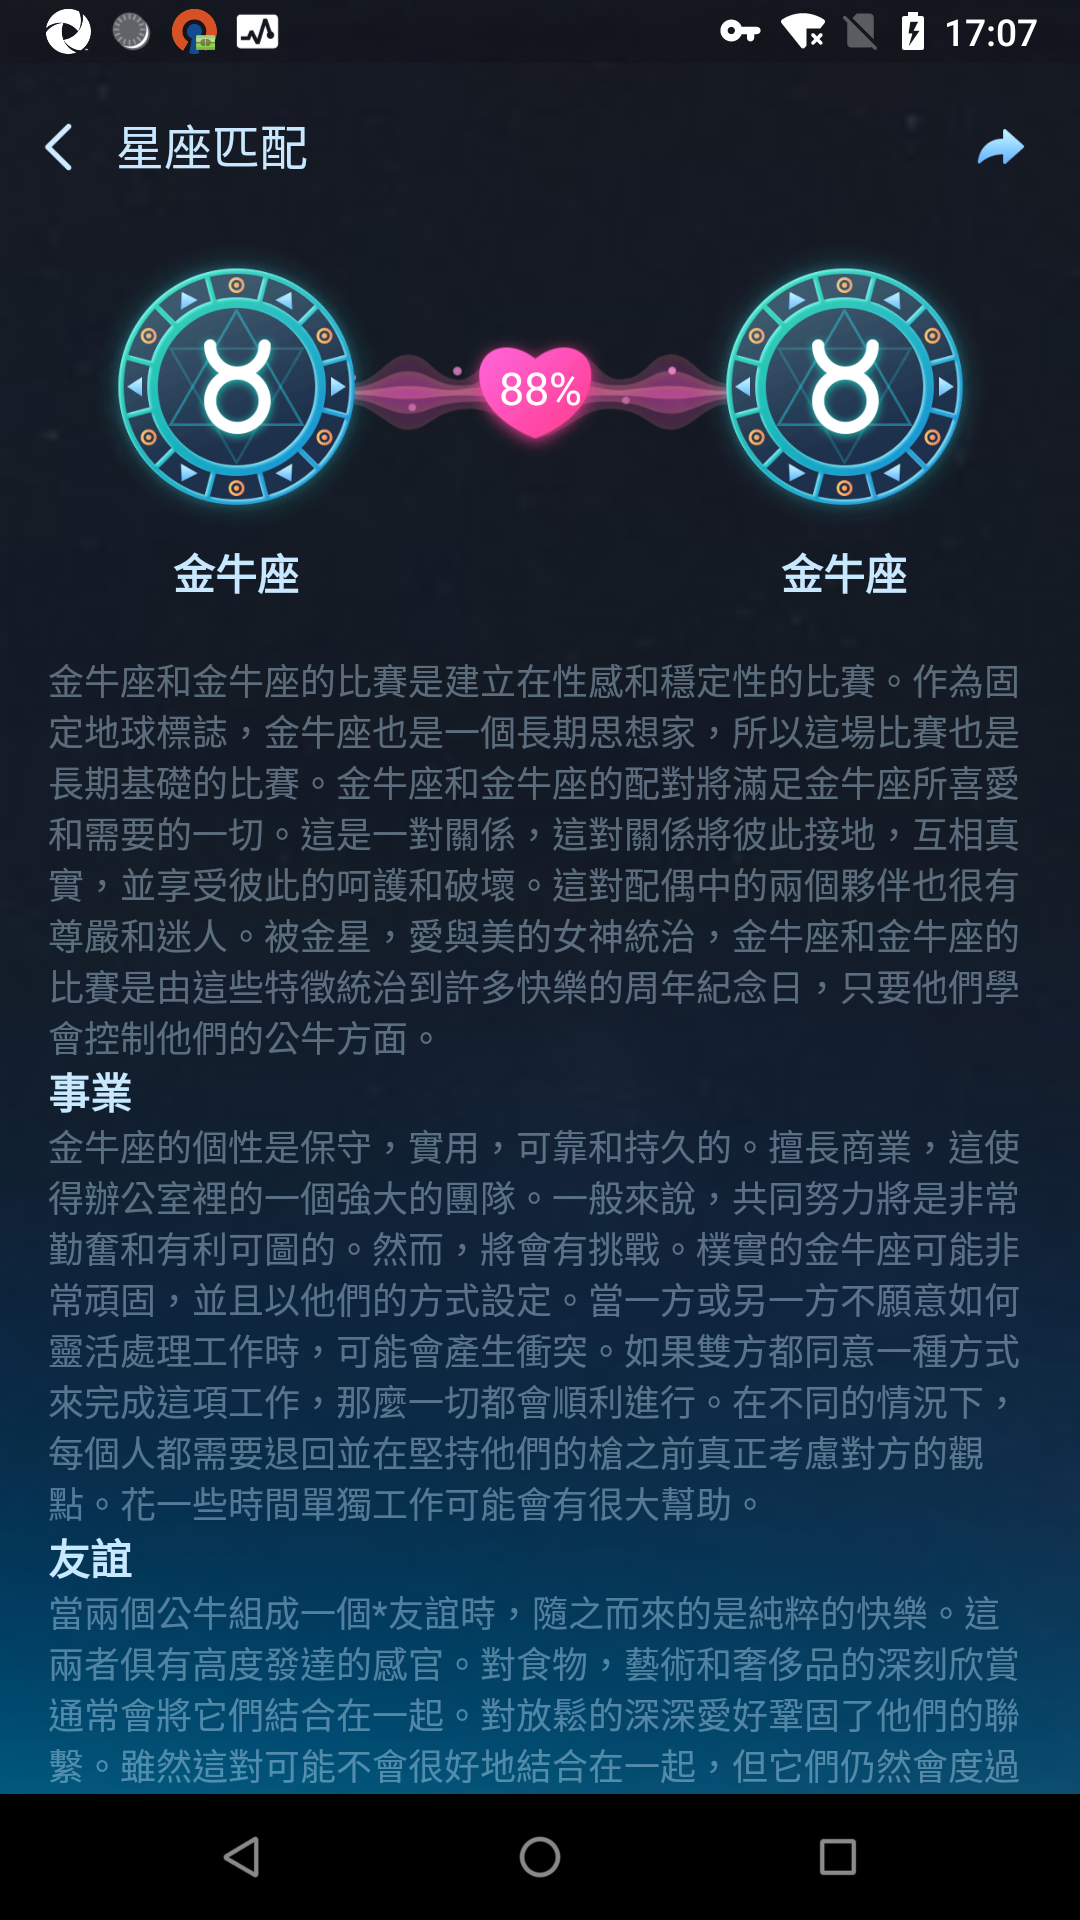 17:07
星座匹配
88%
金牛座
金牛座
金牛座和金牛座的比賽是建立在性感和穩定性的比賽。作為固
定地球標誌，金牛座也是一個長期思想家，所以這場比賽也是
長期基礎的比賽。金牛座和金牛座的配對將滿足金牛座所喜愛
和需要的一切。這是一對關係，這對關係將彼此接地，互相真
實，並享受彼此的呵護和破壞。這對配偶中的兩個夥伴也很有
尊嚴和迷人。被金星，愛與美的女神統治，金牛座和金牛座的
比賽是由這些特徵統治到許多快樂的周年紀念日，只要他們學
會控制他們的公牛方面。
事業
金牛座的個性是保守，實用，可靠和持久的。擅長商業，這使
得辦公室裡的一個強大的團隊。一般來說，共同努力將是非常
勤奮和有利可圖的。然而，將會有挑戰。樸實的金牛座可能非
常頑固，並且以他們的方式設定。當一方或另一方不願意如何
靈活處理工作時，可能會產生衝突。如果雙方都同意一種方式
來完成這項工作，那麼一切都會順利進行。在不同的情況下，
每個人都需要退回並在堅持他們的槍之前真正考慮對方的觀
點。花一些時間單獨工作可能會有很大幫助。
友誼
當兩個公牛組成一個*友誼時，隨之而來的是純粹的快樂。這
兩者俱有高度發達的感官。對食物，藝術和奢侈品的深刻欣賞
通常會將它們結合在一起。對放鬆的深深愛好鞏固了他們的聯
繫。雖然這對可能不會很好地結合在一起，但它們仍然會度過